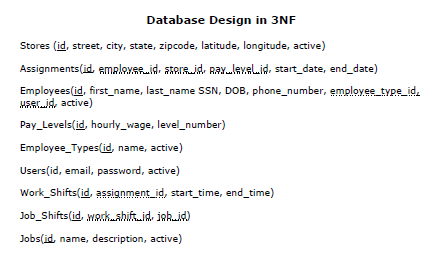 Database Design in 3NF
Stores (id, street, city, state, zipcode, latitude, longitude, active)
Assignments(id, employee_id, store_id, pay_level_id, start_date, end_date)
Employees(id, first_name, last_name SSN, DOB, phone_number, employee_type_id,
user_id, active)
Pay_Levels(id, hourly_wage, level_number)
Employee_Types(id, name, active)
Users(id, email, password, active)
Work_Shifts(id, assignment_id, start_time, end_time)
Job_Shifts(id, work_shift_id, job_id)
Jobs(id, name, description, active)